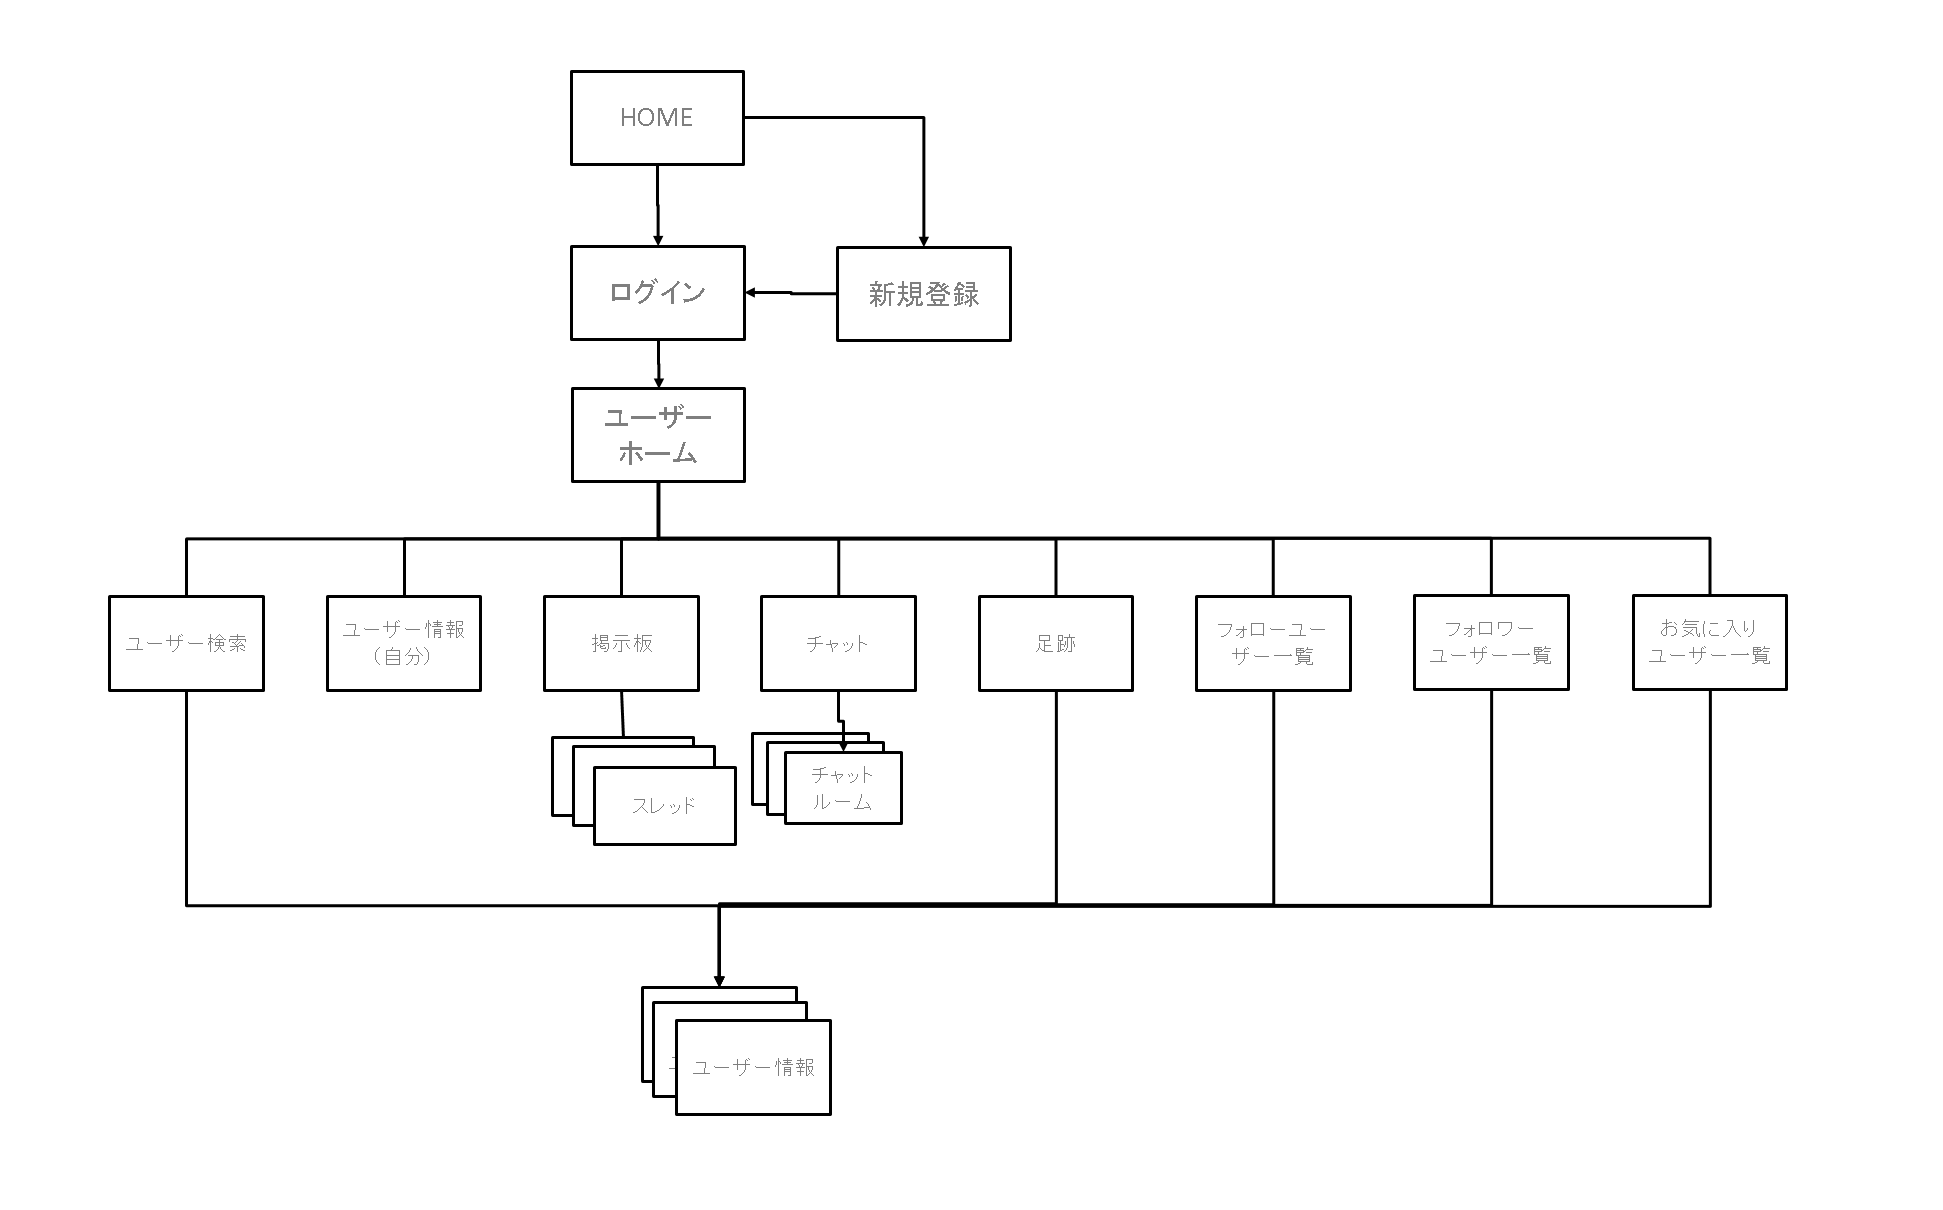 HOME
ログイン
新規登録
ユーザー
ホーム
ユーザー検索
ユーザー情報
（自分）
掲示板
チャット
足跡
フォローユー
ザー一覧
フォロワー
ユーザー一覧
お気に入り
ユーザー一覧
スレッド
チャット
ルーム
ユーザー情報